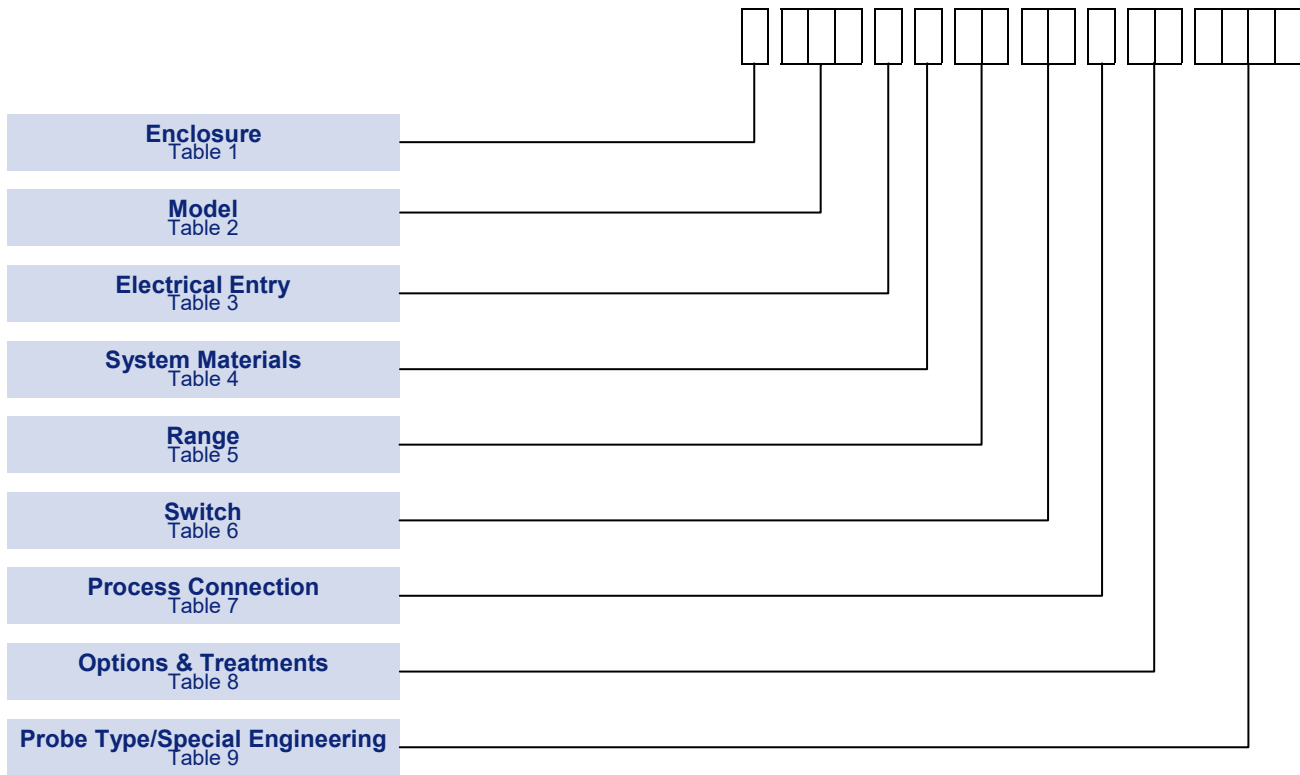 Enclosure
Table 1
Model
Table 2
Electrical Entry
Table 3
System Materials
Table 4
Range
Table 5
Switch
Table 6
Process Connection
Table 7
Options & Treatments
Table 8
Probe Type/Special Engineering
Table 9